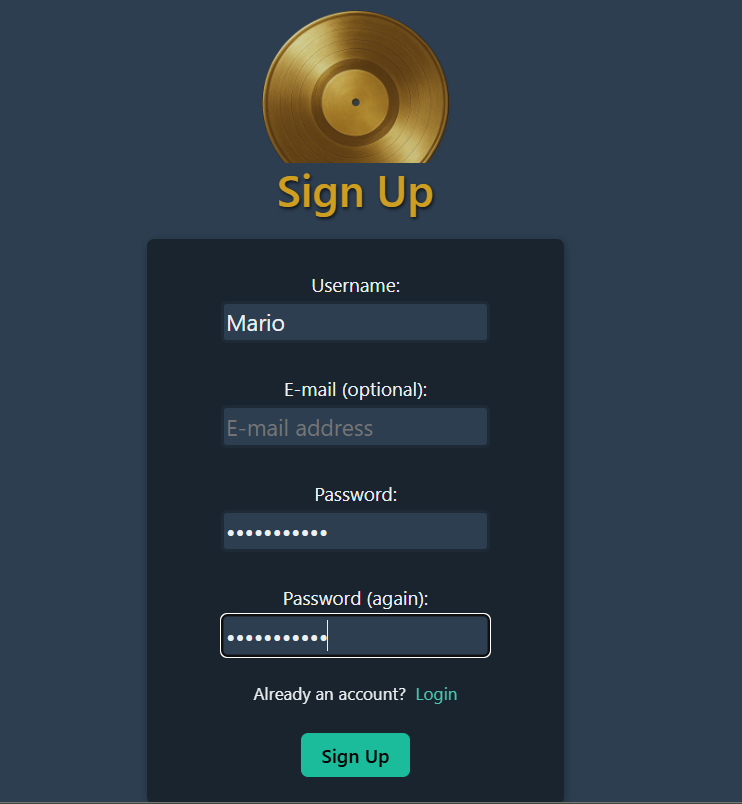 Sign Up
Username:
Mario
E-mail (optional):
E-mail address
Password:
•••••••••••
Password (again):
•••••••••••
Already an account? Login
Sign Up